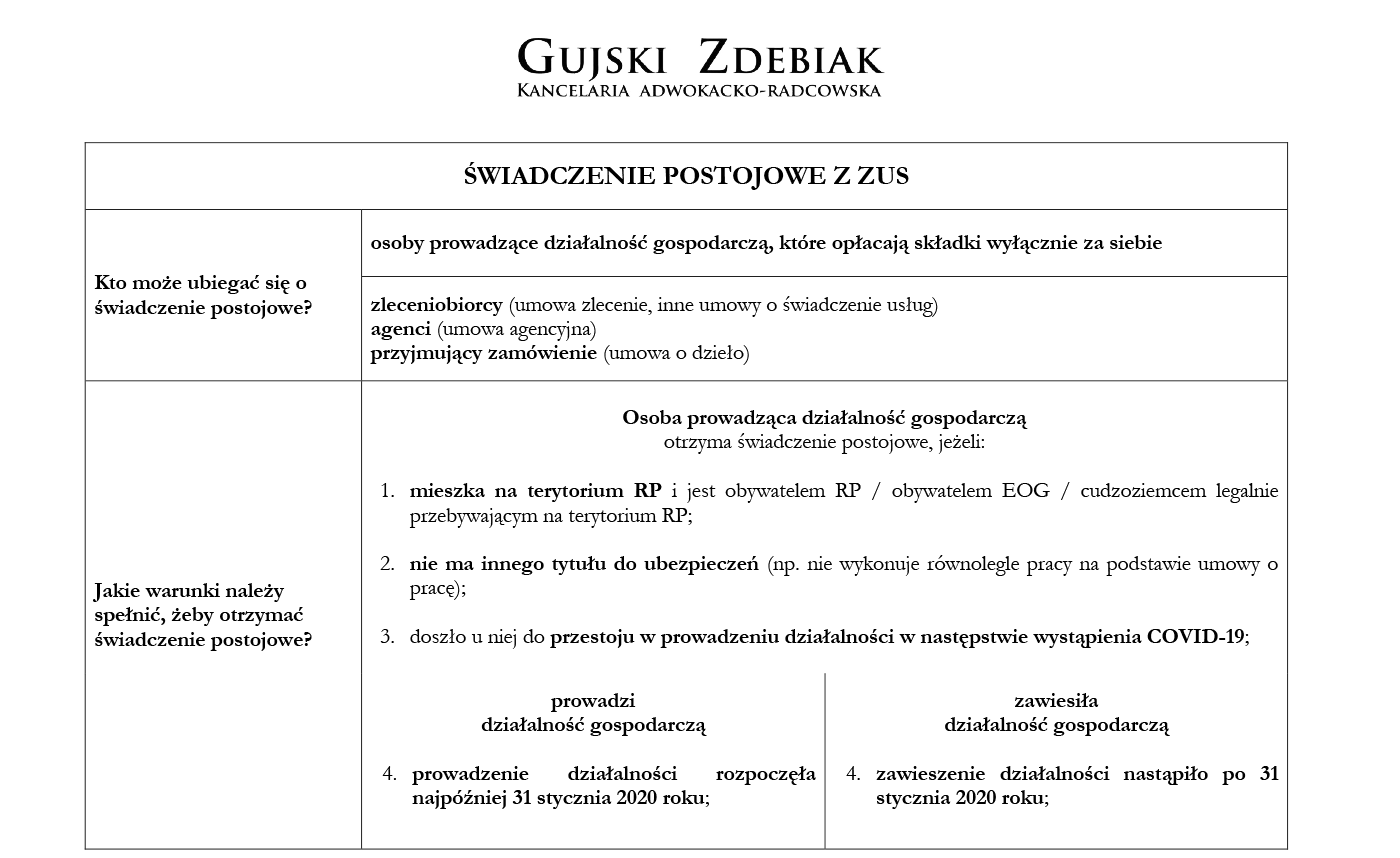 GUJSKI ZDEBIAK
KANCELARIA ADWOKACKO-RADCOWSKA
ŚWIADCZENIE POSTOJOWE Z ZUS
Kto może ubiegać się o
świadczenie postojowe?
osoby prowadzące działalność gospodarczą, które opłacają składki wyłącznie za siebie
zleceniobiorcy (umowa zlecenie, inne umowy o świadczenie usług)
agenci (umowa agencyjna)
przyjmujący zamówienie (umowa o dzieło)
Jakie warunki należy
spełnić, żeby otrzymać
świadczenie postojowe?
Osoba prowadząca działalność gospodarczą
otrzyma świadczenie postojowe, jeżeli:
1. mieszka na terytorium RP i jest obywatelem RP / obywatelem EOG / cudzoziemcem legalnie
przebywającym na terytorium RP;
2. nie ma innego tytułu do ubezpieczeń (np. nie wykonuje równolegle pracy na podstawie umowy o
pracę);
3. doszło u niej do przestoju w prowadzeniu działalności w następstwie wystąpienia COVID-19;
prowadzi
działalność gospodarczą
4. prowadzenie działalności rozpoczęła
najpóźniej 31 stycznia 2020 roku;
zawiesiła
działalność gospodarczą
4. zawieszenie działalności nastąpiło po 31
stycznia 2020 roku;